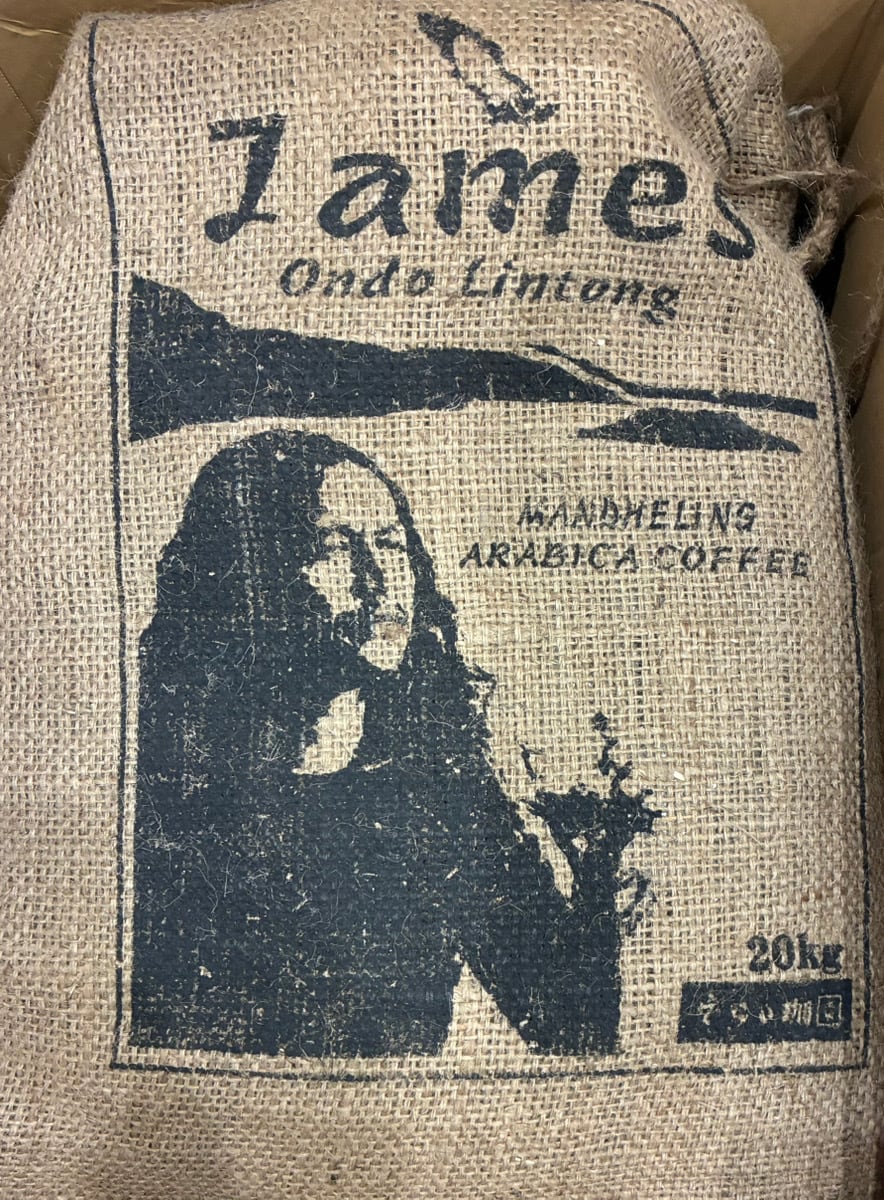 James
Ondo Lintong
MANDHELING
ARABICA COFFEE
20kg